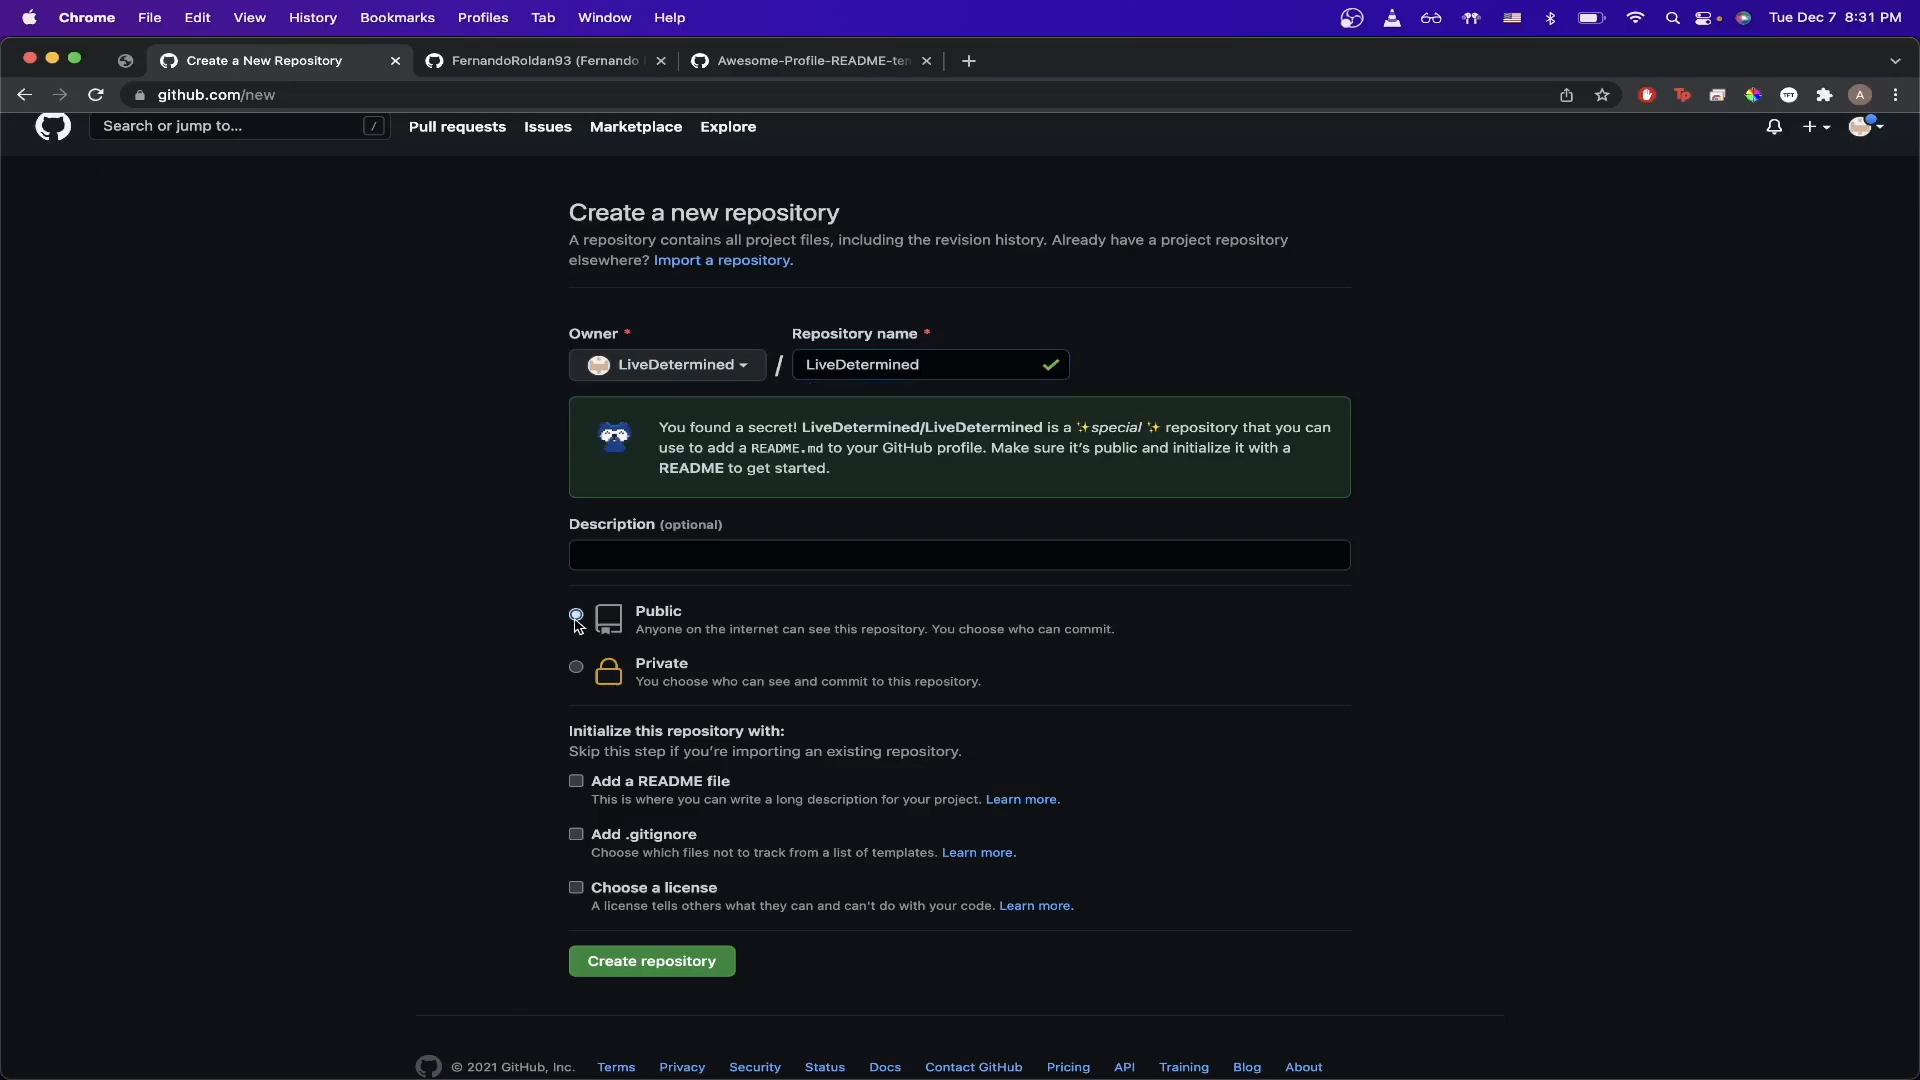 Chrome File Edit View History Bookmarks Profiles Tab Window Help Tue Dec 7 8:31 PM
Create a New Repository FernandoRoldan93 (Fernando Awesome-Profile-README-ten
github.com/new A
Search or jump to... / Pull requests Issues Marketplace Explore
Create a new repository
A repository contains all project files, including the revision history. Already have a project repository
elsewhere? Import a repository.
Owner * Repository name *
LiveDetermined / LiveDetermined
You found a secret! LiveDetermined/LiveDetermined is a ✨special✨ repository that you can
use to add a README.md to your GitHub profile. Make sure it’s public and initialize it with a
README to get started.
Description (optional)
Public
Anyone on the internet can see this repository. You choose who can commit.
Private
You choose who can see and commit to this repository.
Initialize this repository with:
Skip this step if you’re importing an existing repository.
Add a README file
This is where you can write a long description for your project. Learn more.
Add .gitignore
Choose which files not to track from a list of templates. Learn more.
Choose a license
A license tells others what they can and can't do with your code. Learn more.
Create repository
© 2021 GitHub, Inc. Terms Privacy Security Status Docs Contact GitHub Pricing API Training Blog About